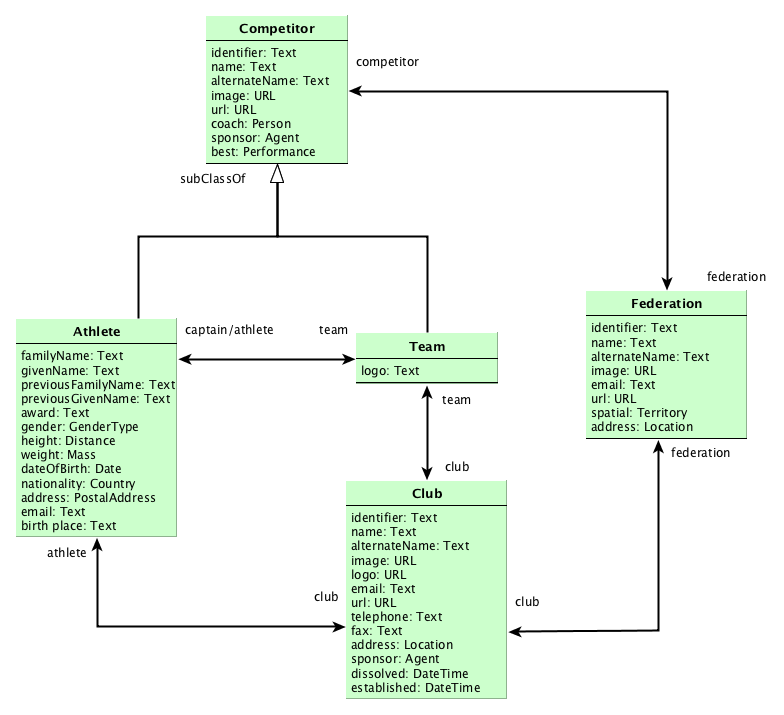 Competitor
identifier: Text
name: Text
alternateName: Text
image: URL
url: URL
coach: Person
sponsor: Agent
best: Performance
competitor
subClassOf
federation
Federation
identifier: Text
name: Text
alternateName: Text
image: URL
email: Text
url: URL
spatial: Territory
address: Location
federation
Athlete
familyName: Text
givenName: Text
previousFamilyName: Text
previousGivenName: Text
award: Text
gender: GenderType
height: Distance
weight: Mass
dateOfBirth: Date
nationality: Country
address: PostalAddress
email: Text
birth place: Text
captain/athlete
team
Team
logo: Text
team
club
Club
identifier: Text
name: Text
alternateName: Text
image: URL
logo: URL
email: Text
url: URL
telephone: Text
fax: Text
address: Location
sponsor: Agent
dissolved: DateTime
established: DateTime
athlete
club
club